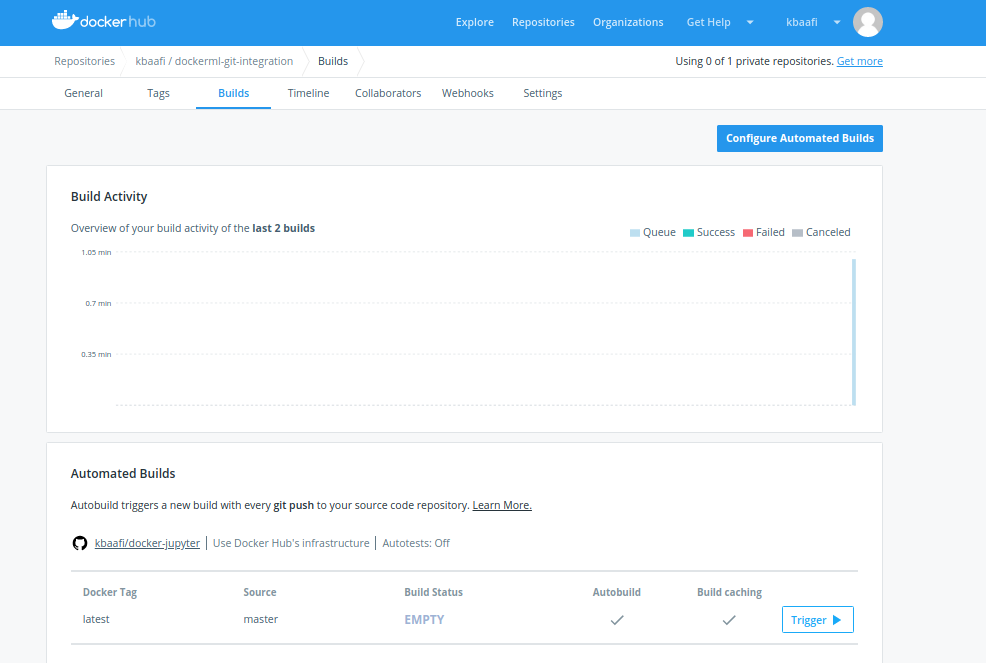 docker hub
Explore Repositories Organizations Get Help kbaafi
Repositories kbaafi / dockerml-git-integration Builds Using 0 of 1 private repositories. Get more
General Tags Builds Timeline Collaborators Webhooks Settings
Configure Automated Builds
Build Activity
Overview of your build activity of the last 2 builds
Queue Success Failed Canceled
1.05 min
0.7 min
0.35 min
Automated Builds
Autobuild triggers a new build with every git push to your source code repository. Learn More.
kbaafi/docker-jupyter | Use Docker Hub's infrastructure | Autotests: Off
Docker Tag Source Build Status Autobuild Build caching
latest master EMPTY Trigger